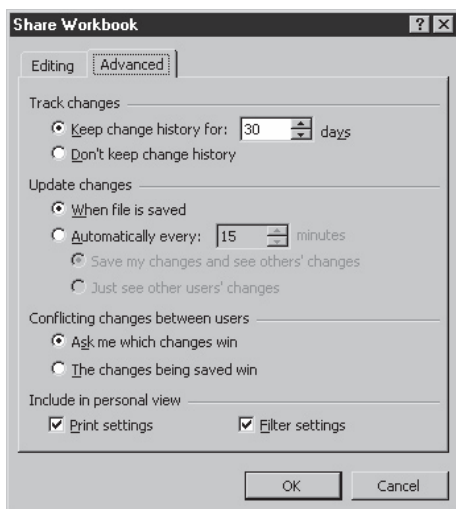 Share Workbook
Editing Advanced
Track changes
Keep change history for: 30 days
Don't keep change history
Update changes
When file is saved
Automatically every: 15 minutes
Save my changes and see others' changes
Just see other users' changes
Conflicting changes between users
Ask me which changes win
The changes being saved win
Include in personal view
Print settings Filter settings
OK Cancel